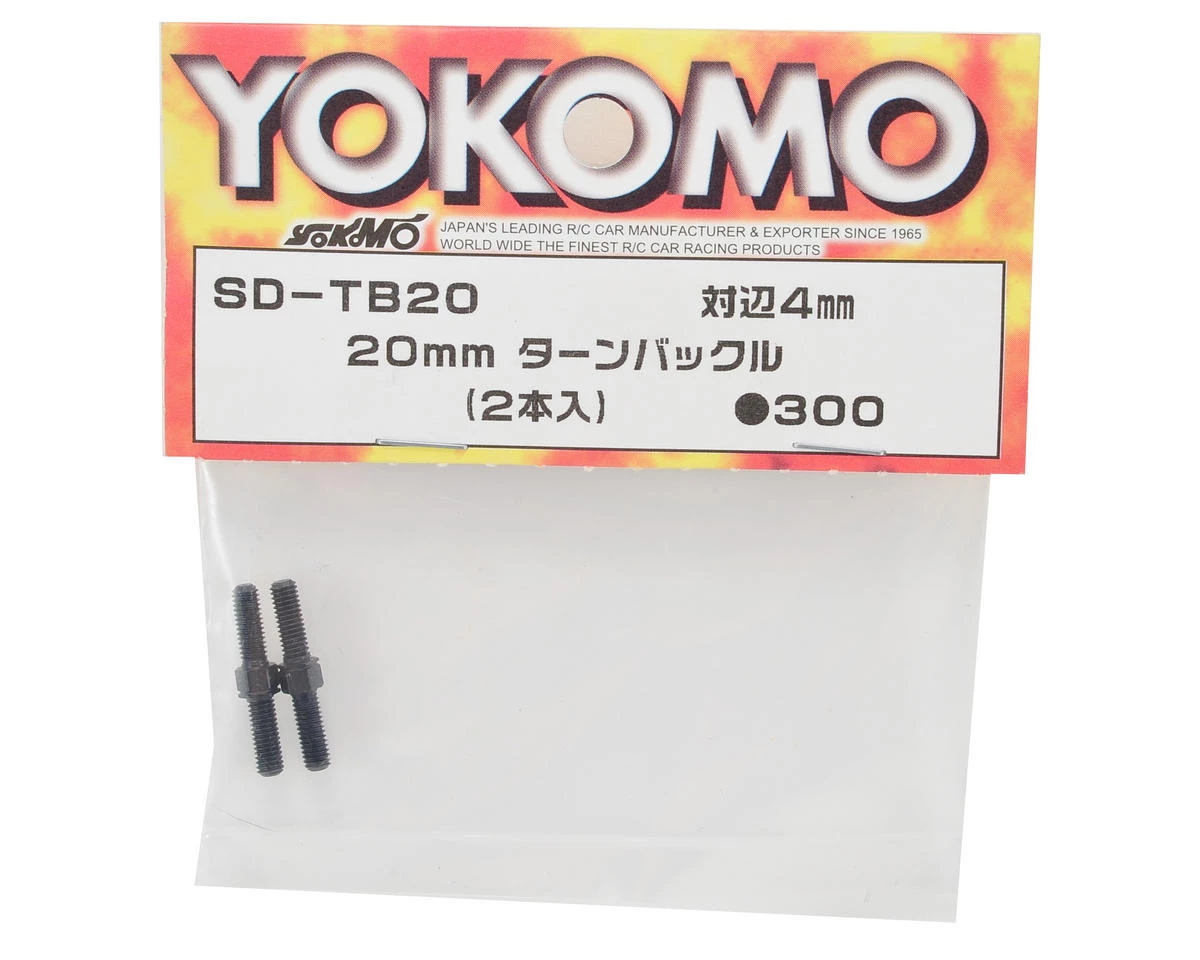 YOKOMO
YOKOMO JAPAN'S LEADING R/C CAR MANUFACTURER & EXPORTER SINCE 1965
WORLD WIDE THE FINEST R/C CAR RACING PRODUCTS
SD-TB20 対辺4㎜
20mm ターンバックル
(2本入) ●300